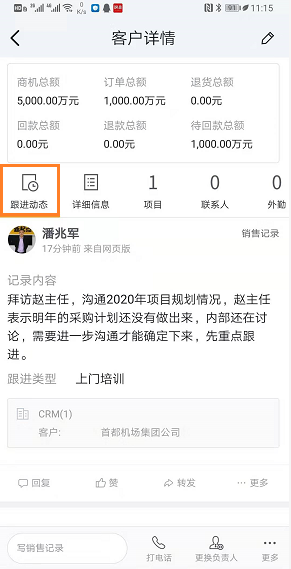 HD 4G 4G 0 K/s 11:15
客户详情
商机总额 订单总额 退货总额
5,000.00万元 1,000.00万元 0.00元
回款总额 退款总额 待回款总额
0.00元 0.00元 1,000.00万元
1 0 0
跟进动态 详细信息 项目 联系人 外勤
潘兆军 销售记录
17分钟前 来自网页版
记录内容
拜访赵主任，沟通2020年项目规划情况，赵主任
表示明年的采购计划还没有做出来，内部还在讨
论，需要进一步沟通才能确定下来，先重点跟
进。
跟进类型 上门培训
CRM(1)
客户: 首都机场集团公司
回复 赞 转发 ... 更多
写销售记录 打电话 更换负责人 更多